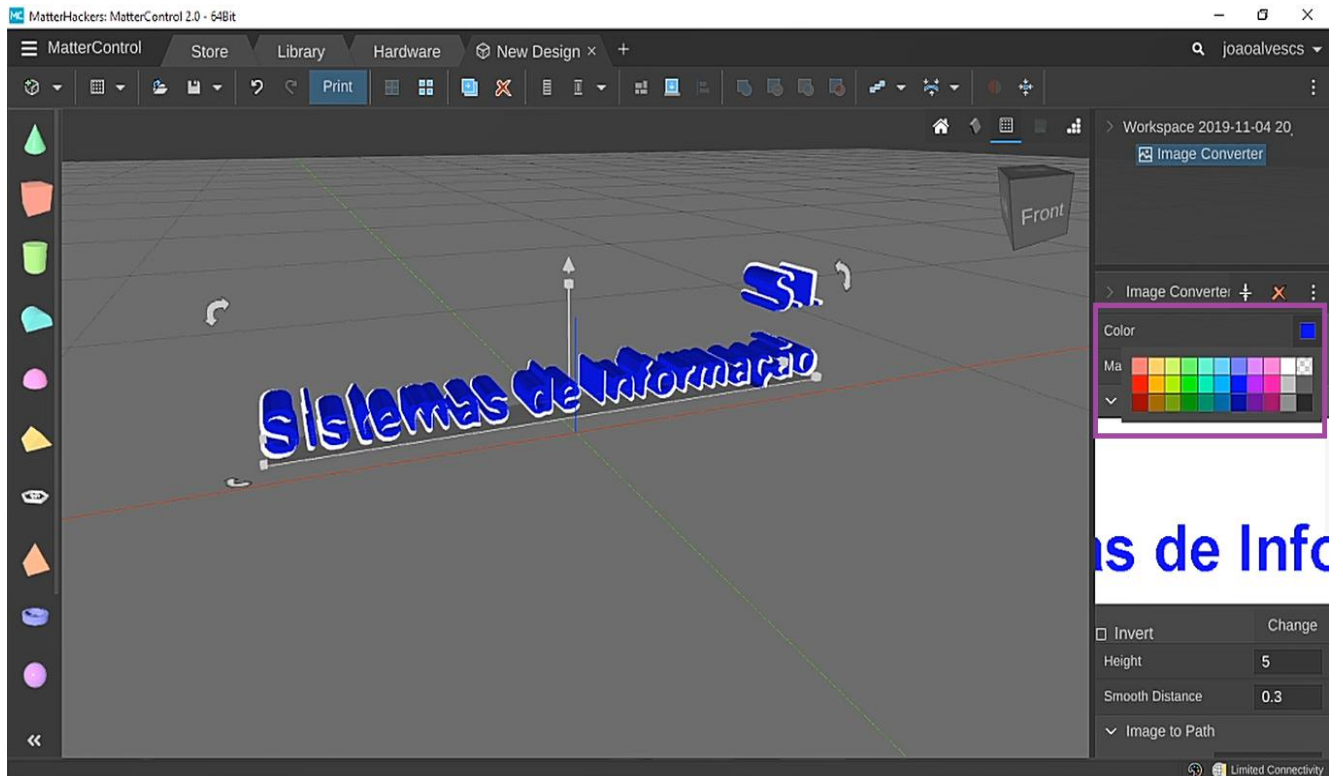 MC MatterHackers: MatterControl 2.0 - 64Bit
MatterControl Store Library Hardware New Design × + joaoalvescs
Print
Workspace 2019-11-04 20
Image Converter
Front
Image Converter
SI
Color
Ma
Sistemas de Informação
as de Info
Invert Change
Height 5
Smooth Distance 0.3
Image to Path
Limited Connectivity